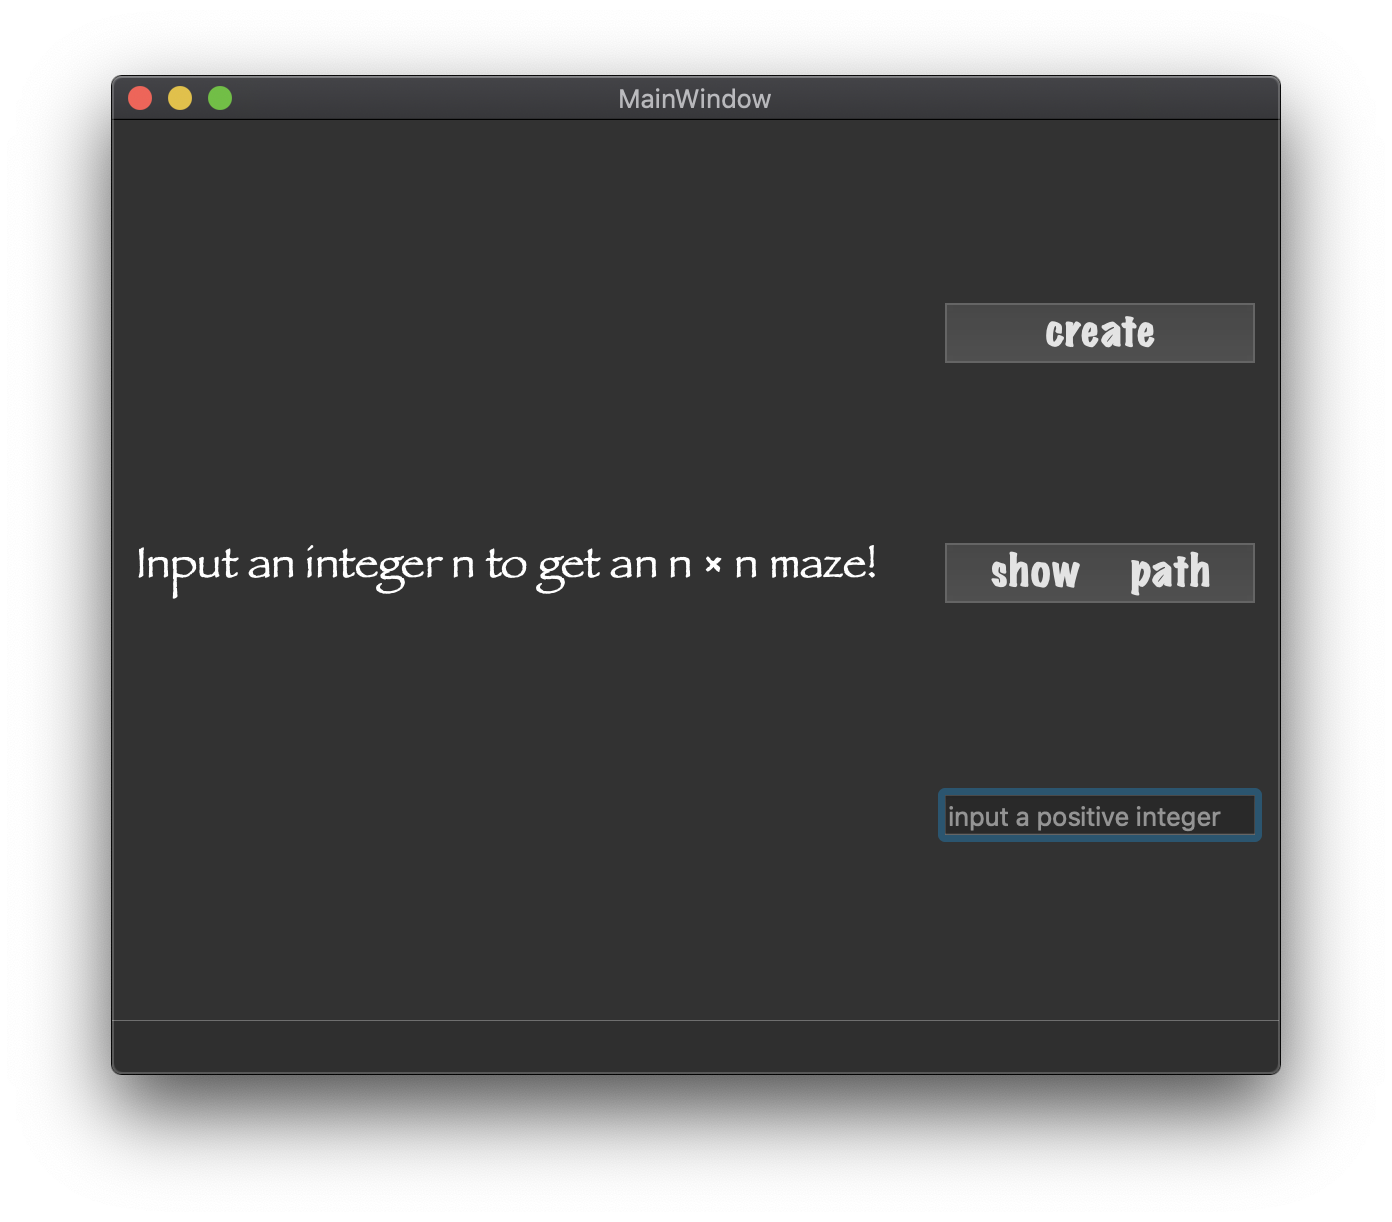 MainWindow
create
Input an integer n to get an n × n maze!
show path
input a positive integer